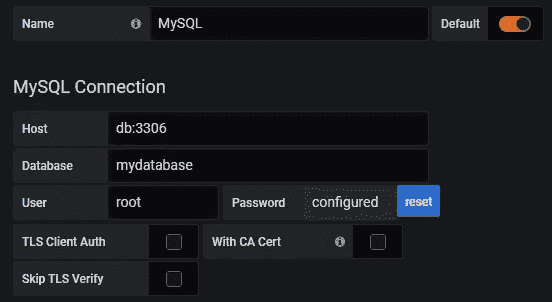 Name MySQL Default
MySQL Connection
Host db:3306
Database mydatabase
User root Password configured reset
TLS Client Auth With CA Cert
Skip TLS Verify